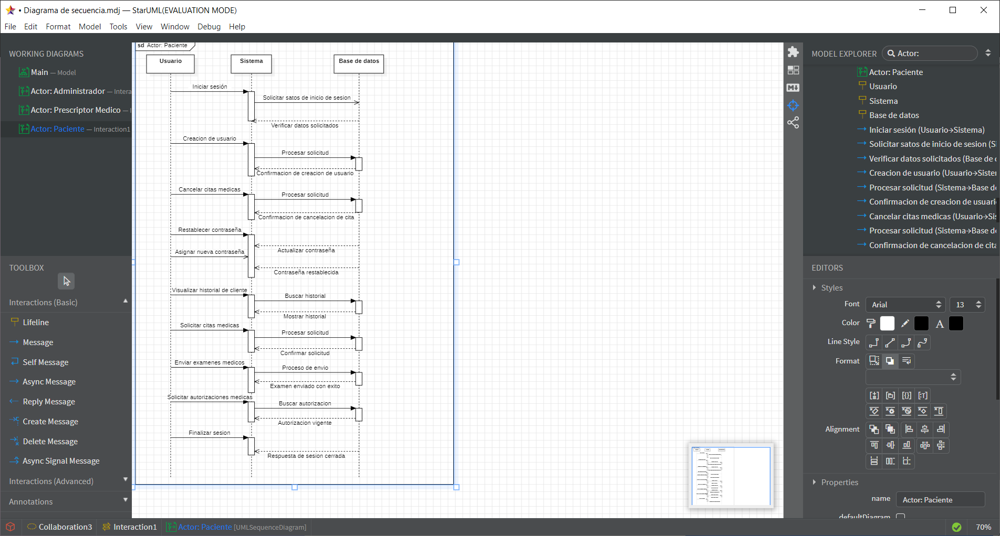 • Diagrama de secuencia.mdj — StarUML(EVALUATION MODE)
File Edit Format Model Tools View Window Debug Help
WORKING DIAGRAMS
Main — Model
Actor: Administrador — Intera
Actor: Prescriptor Medico —
Actor: Paciente — Interaction1
TOOLBOX
Interactions (Basic)
Lifeline
Message
Self Message
Async Message
Reply Message
Create Message
Delete Message
Async Signal Message
Interactions (Advanced)
Annotations
sd Actor: Paciente
Usuario Sistema Base de datos
Iniciar sesión
Solicitar satos de inicio de sesion
Verificar datos solicitados
Creacion de usuario
Procesar solicitud
Confirmacion de creacion de usuario
Cancelar citas medicas
Procesar solicitud
Confirmacion de cancelacion de cita
Restablecer contraseña
Actualizar contraseña
Asignar nueva contraseña
Contraseña restablecida
Visualizar historial de cliente
Buscar historial
Mostrar historial
Solicitar citas medicas
Procesar solicitud
Confirmar solicitud
Enviar examenes medicos
Proceso de envio
Examen enviado con exito
Solicitar autorizaciones medicas
Buscar autorizacion
Autorizacion vigente
Finalizar sesion
Respuesta de sesion cerrada
MODEL EXPLORER Actor:
Actor: Paciente
Usuario
Sistema
Base de datos
Iniciar sesión (Usuario→Sistema)
Solicitar satos de inicio de sesion (Si
Verificar datos solicitados (Base de
Creacion de usuario (Usuario→Sister
Procesar solicitud (Sistema→Base de
Confirmacion de creacion de usuari
Cancelar citas medicas (Usuario→Sis
Procesar solicitud (Sistema→Base de
Confirmacion de cancelacion de cita
EDITORS
Styles
Font Arial 13
Color
Line Style
Format
Alignment
Properties
name Actor: Paciente
defaultDiagram
Collaboration3 Interaction1 Actor: Paciente [UMLSequenceDiagram] 70%